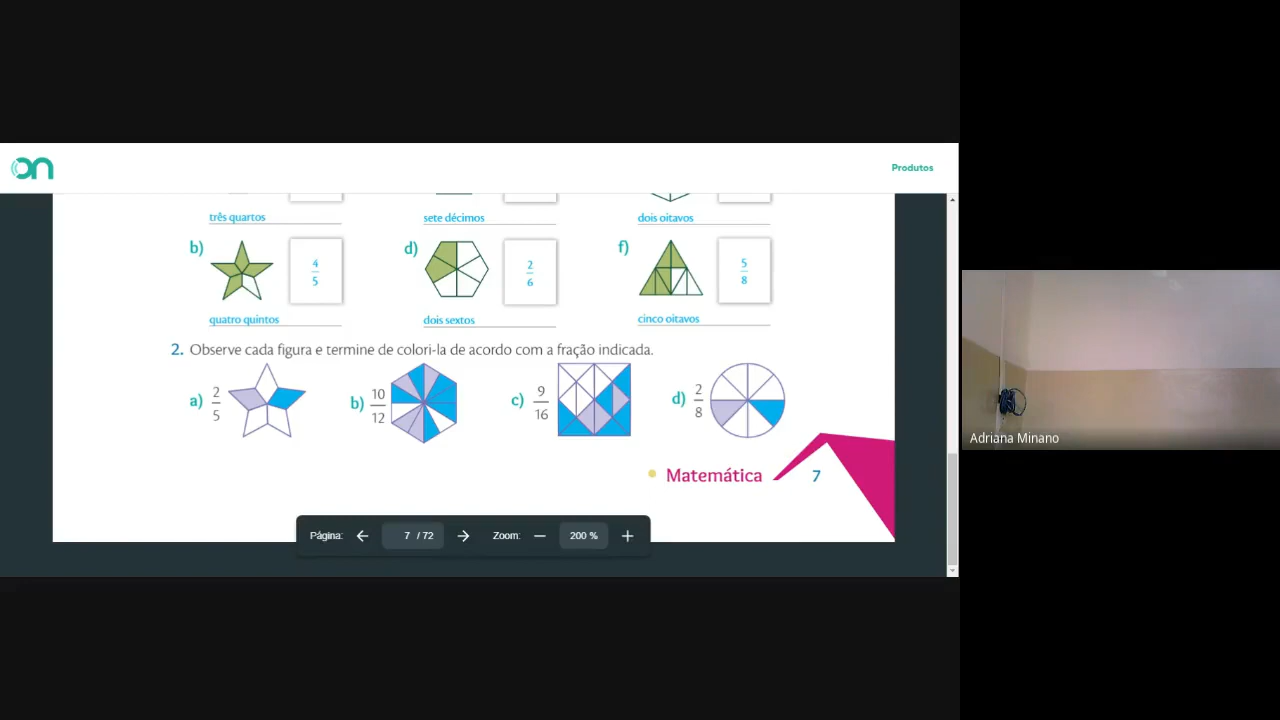 on
Produtos
três quartos
sete décimos
dois oitavos
b)
4
5
d)
2
6
f)
5
8
quatro quintos
dois sextos
cinco oitavos
2. Observe cada figura e termine de colori-la de acordo com a fração indicada.
a) 2
5
b) 10
12
c) 9
16
d) 2
8
Matemática 7
Página: 7 / 72 Zoom: 200 %
Adriana Minano